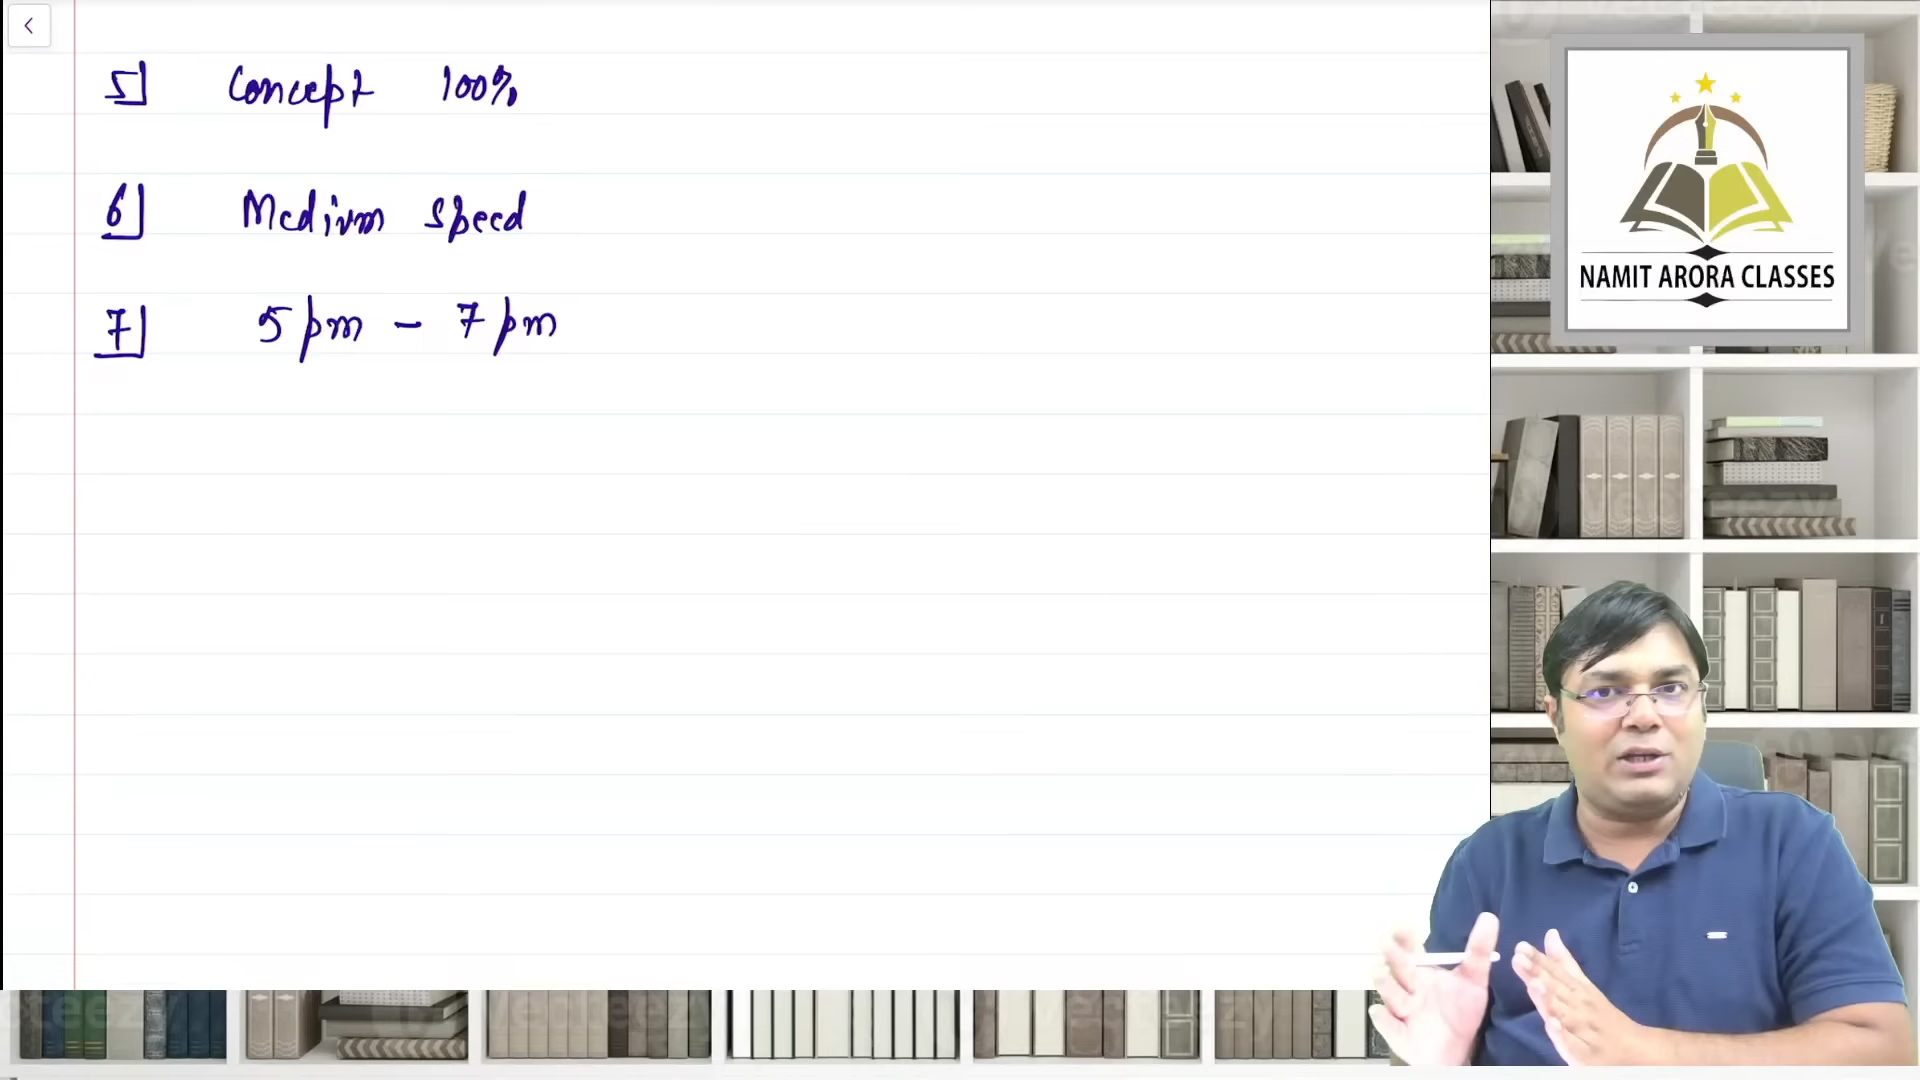 5] Concept 100%
6] Medium speed
7] 5 pm - 7 pm
NAMIT ARORA CLASSES